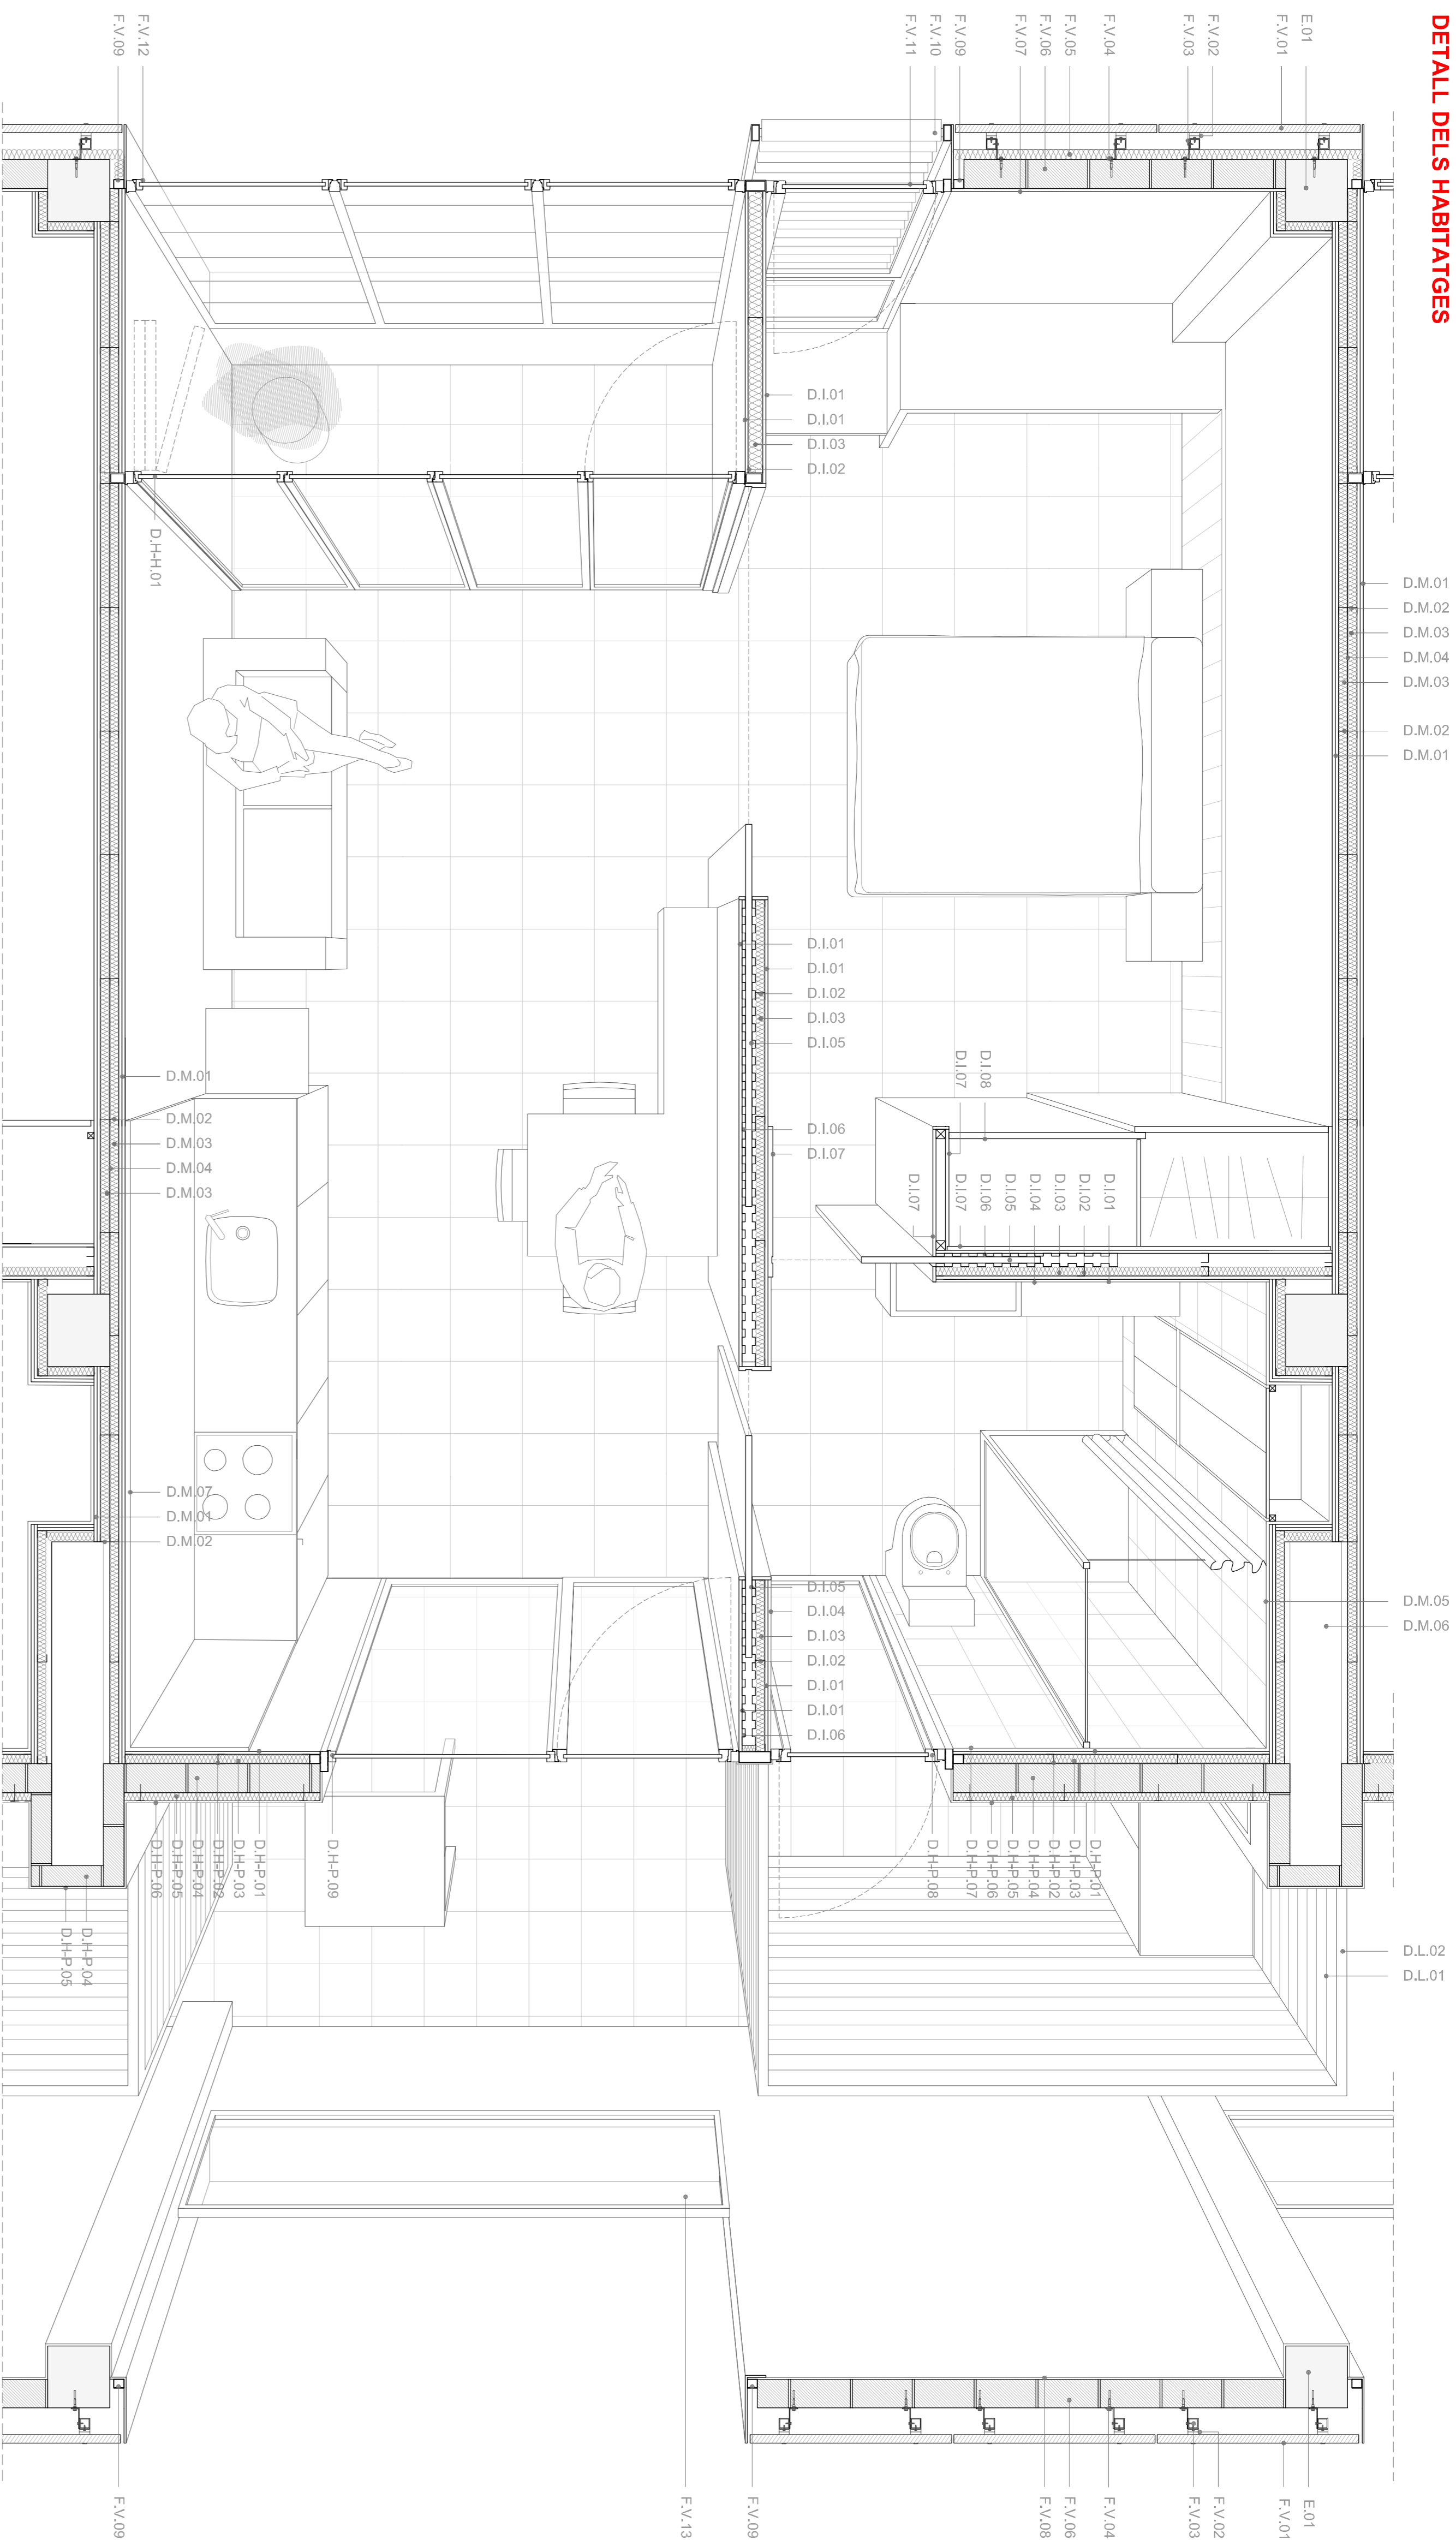 DETALL DELS HABITATGES
E.01
F.V.01
F.V.02
F.V.03
F.V.04
F.V.05
F.V.06
F.V.07
F.V.09
F.V.10
F.V.11
F.V.12
F.V.09
D.I.01
D.I.01
D.I.03
D.I.02
D.H-H.01
D.M.01
D.M.02
D.M.03
D.M.04
D.M.03
D.M.02
D.M.01
D.I.01
D.I.01
D.I.02
D.I.03
D.I.05
D.I.06
D.I.07
D.I.08
D.I.07
D.I.01
D.I.02
D.I.03
D.I.04
D.I.05
D.I.06
D.I.07
D.I.07
D.M.01
D.M.02
D.M.03
D.M.04
D.M.03
D.M.07
D.M.01
D.M.02
D.I.05
D.I.04
D.I.03
D.I.02
D.I.01
D.I.01
D.I.06
D.M.05
D.M.06
D.H-P.01
D.H-P.03
D.H-P.02
D.H-P.04
D.H-P.05
D.H-P.06
D.H-P.07
D.H-P.08
D.H-P.09
D.H-P.01
D.H-P.03
D.H-P.02
D.H-P.04
D.H-P.05
D.H-P.06
D.H-P.04
D.H-P.05
D.L.02
D.L.01
E.01
F.V.01
F.V.02
F.V.03
F.V.04
F.V.06
F.V.08
F.V.09
F.V.13
F.V.09